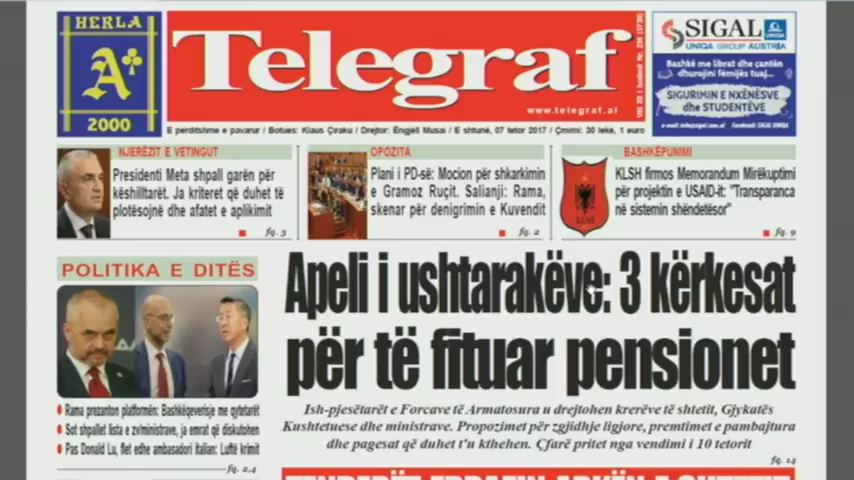 HERLA
A+
2000
Telegraf
www.telegraf.al
SIGAL
UNIQA
UNIQA GROUP AUSTRIA
Bashkë me librat dhe çantën
dhurojini fëmijës tuaj...
SIGURIMIN E NXËNËSVE
dhe STUDENTËVE
E perditshme e pavarur / Botues: Klaus Çiraku / Drejtor: Engjell Musai / E shtunë, 07 tetor 2017 / Çmimi: 30 leke, 1 euro
NJERËZIT E VETINGUT
Presidenti Meta shpall garën për
këshilltarët. Ja kriteret që duhet të
plotësojnë dhe afatet e aplikimit
fq. 3
OPOZITA
Plani i PD-së: Mocion për shkarkimin
e Gramoz Ruçit. Salianji: Rama,
skenar për denigrimin e Kuvendit
fq. 2
BASHKËPUNIMI
KLSH
KLSH firmos Memorandum Mirëkuptimi
për projektin e USAID-it: "Transparanca
në sistemin shëndetësor"
fq. 9
POLITIKA E DITËS
Rama prezanton platformën: Bashkëqeverisje me qytetarët
Sot shpallet lista e zv/ministrave, ja emrat që diskutohen
Pas Donald Lu, flet edhe ambasadori italian: Luftë krimit
fq. 2,4
Apeli i ushtarakëve: 3 kërkesat
për të fituar pensionet
Ish-pjesëtarët e Forcave të Armatosura u drejtohen krerëve të shtetit, Gjykatës
Kushtetuese dhe ministrave. Propozimet për zgjidhje ligjore, premtimet e pambajtura
dhe pagesat që duhet t'u kthehen. Çfarë pritet nga vendimi i 10 tetorit
fq. 14